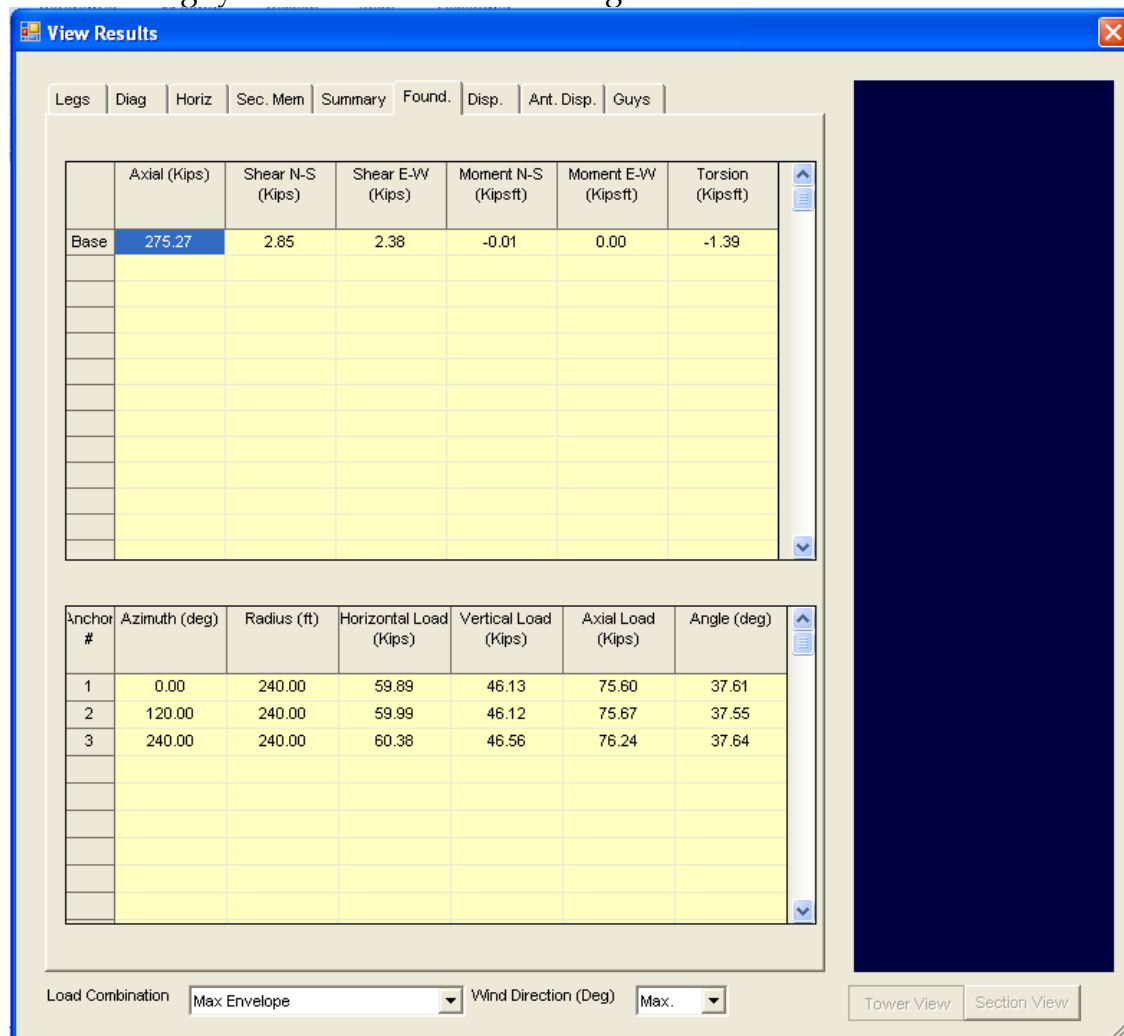 View Results
Legs Diag Horiz Sec. Mem Summary Found. Disp. Ant. Disp. Guys
Axial (Kips) Shear N-S (Kips) Shear E-W (Kips) Moment N-S (Kipsft) Moment E-W (Kipsft) Torsion (Kipsft)
Base 275.27 2.85 2.38 -0.01 0.00 -1.39
Anchor # Azimuth (deg) Radius (ft) Horizontal Load (Kips) Vertical Load (Kips) Axial Load (Kips) Angle (deg)
1 0.00 240.00 59.89 46.13 75.60 37.61
2 120.00 240.00 59.99 46.12 75.67 37.55
3 240.00 240.00 60.38 46.56 76.24 37.64
Load Combination Max Envelope Wind Direction (Deg) Max. Tower View Section View